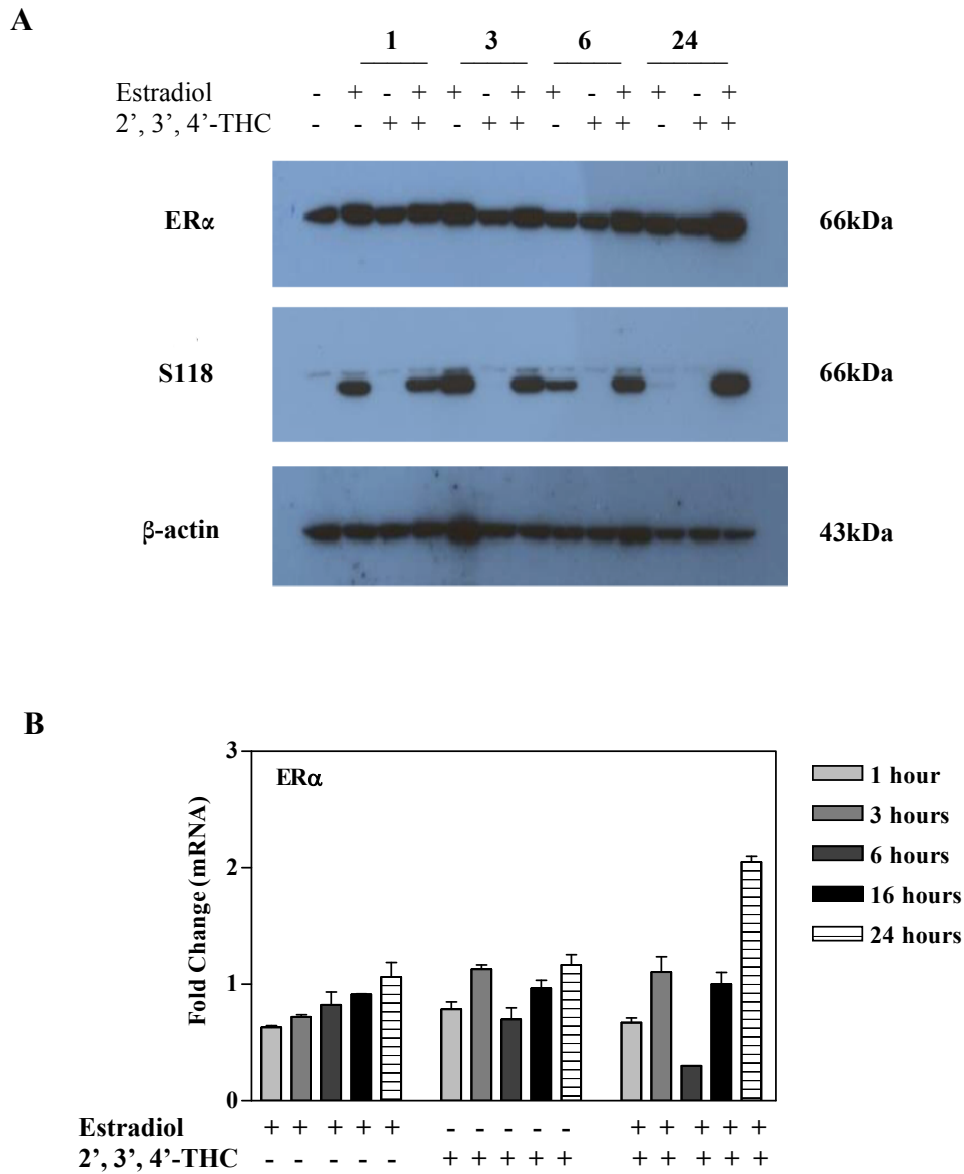 A
1 3 6 24
Estradiol - + - + + - + + - + + - +
2’, 3’, 4’-THC - - + + - + + - + + - + +
ERα 66kDa
S118 66kDa
β-actin 43kDa
B
3
2
1
0
Fold Change (mRNA)
ERα
1 hour
3 hours
6 hours
16 hours
24 hours
Estradiol + + + + + - - - - - + + + + +
2’, 3’, 4’-THC - - - - - + + + + + + + + + +